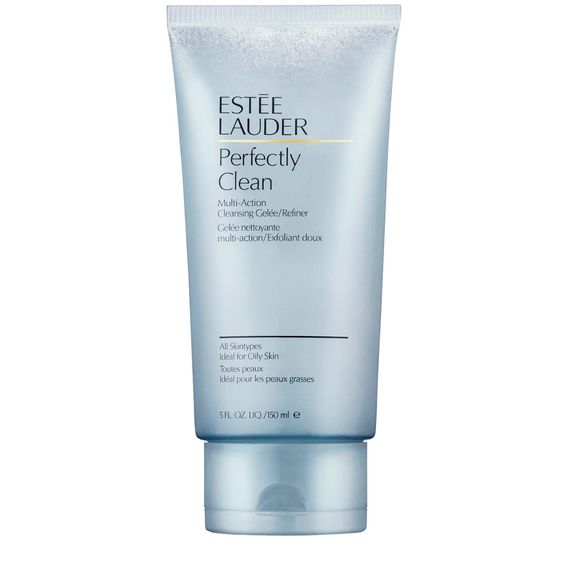 ESTĒE
LAUDER
Perfectly
Clean
Multi-Action
Cleansing Gelée/Refiner
Gelée nettoyante
multi-action/Exfoliant doux
All Skintypes
Ideal for Oily Skin
Toutes peaux
Idéal pour les peaux grasses
5 FL. OZ. LIQ./150 ml ℮